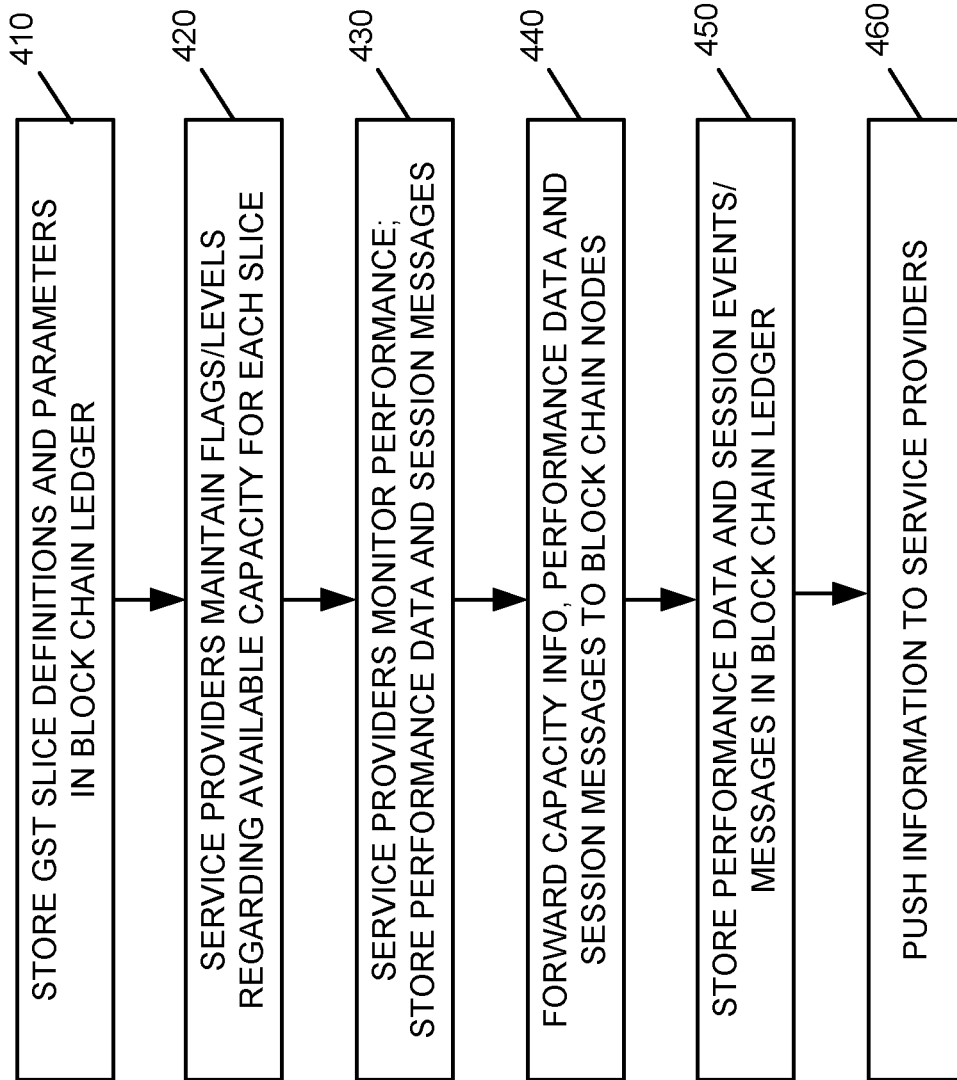 STORE GST SLICE DEFINITIONS AND PARAMETERS
IN BLOCK CHAIN LEDGER
410
SERVICE PROVIDERS MAINTAIN FLAGS/LEVELS
REGARDING AVAILABLE CAPACITY FOR EACH SLICE
420
SERVICE PROVIDERS MONITOR PERFORMANCE;
STORE PERFORMANCE DATA AND SESSION MESSAGES
430
FORWARD CAPACITY INFO, PERFORMANCE DATA AND
SESSION MESSAGES TO BLOCK CHAIN NODES
440
STORE PERFORMANCE DATA AND SESSION EVENTS/
MESSAGES IN BLOCK CHAIN LEDGER
450
PUSH INFORMATION TO SERVICE PROVIDERS
460